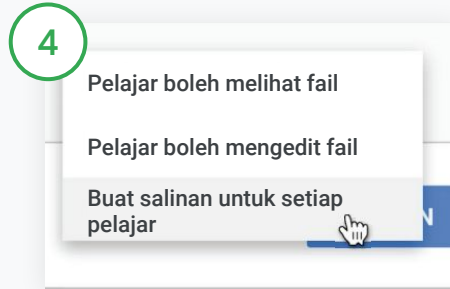 4
Pelajar boleh melihat fail
Pelajar boleh mengedit fail
Buat salinan untuk setiap
pelajar